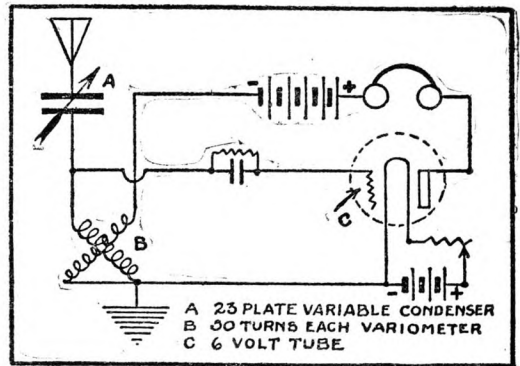 A
- +
B
C
- +
A 23 PLATE VARIABLE CONDENSER
B 30 TURNS EACH VARIOMETER
C 6 VOLT TUBE